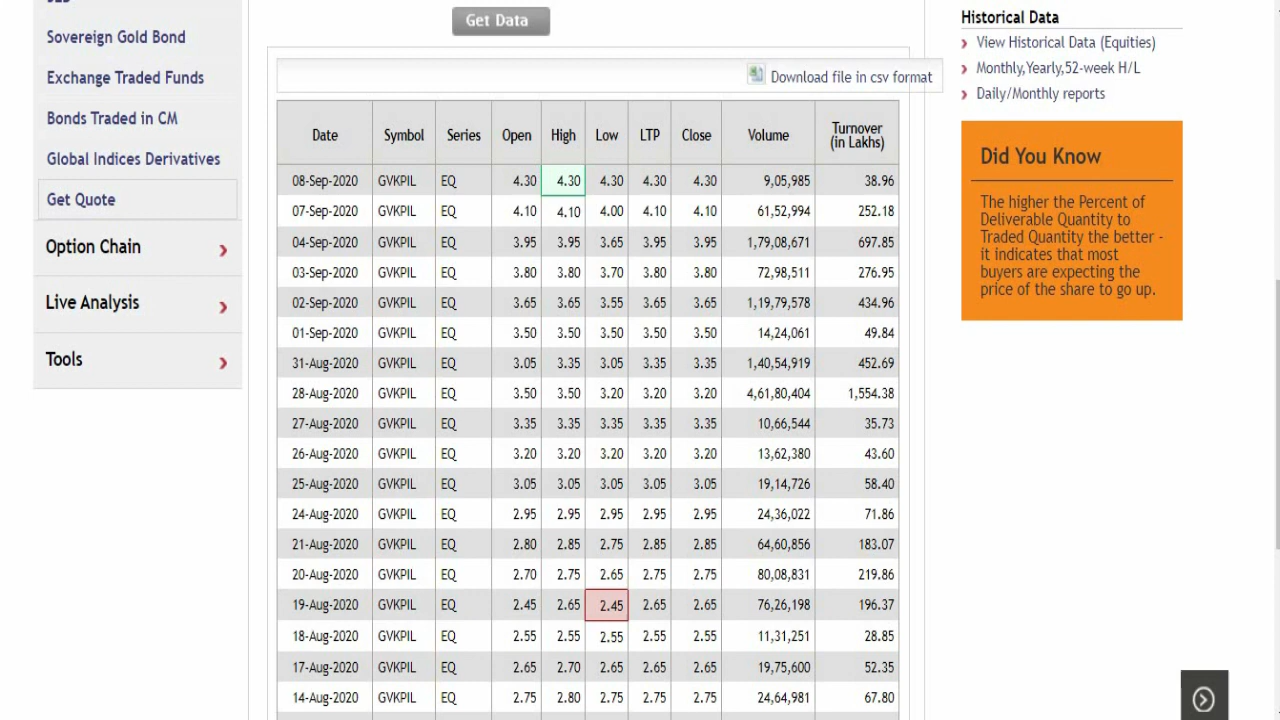 Sovereign Gold Bond
Exchange Traded Funds
Bonds Traded in CM
Global Indices Derivatives
Get Quote
Option Chain
Live Analysis
Tools
Get Data
Download file in csv format
Date Symbol Series Open High Low LTP Close Volume Turnover (in Lakhs)
08-Sep-2020 GVKPIL EQ 4.30 4.30 4.30 4.30 4.30 9,05,985 38.96
07-Sep-2020 GVKPIL EQ 4.10 4.10 4.00 4.10 4.10 61,52,994 252.18
04-Sep-2020 GVKPIL EQ 3.95 3.95 3.65 3.95 3.95 1,79,08,671 697.85
03-Sep-2020 GVKPIL EQ 3.80 3.80 3.70 3.80 3.80 72,98,511 276.95
02-Sep-2020 GVKPIL EQ 3.65 3.65 3.55 3.65 3.65 1,19,79,578 434.96
01-Sep-2020 GVKPIL EQ 3.50 3.50 3.50 3.50 3.50 14,24,061 49.84
31-Aug-2020 GVKPIL EQ 3.05 3.35 3.05 3.35 3.35 1,40,54,919 452.69
28-Aug-2020 GVKPIL EQ 3.50 3.50 3.20 3.20 3.20 4,61,80,404 1,554.38
27-Aug-2020 GVKPIL EQ 3.35 3.35 3.35 3.35 3.35 10,66,544 35.73
26-Aug-2020 GVKPIL EQ 3.20 3.20 3.20 3.20 3.20 13,62,380 43.60
25-Aug-2020 GVKPIL EQ 3.05 3.05 3.05 3.05 3.05 19,14,726 58.40
24-Aug-2020 GVKPIL EQ 2.95 2.95 2.95 2.95 2.95 24,36,022 71.86
21-Aug-2020 GVKPIL EQ 2.80 2.85 2.75 2.85 2.85 64,60,856 183.07
20-Aug-2020 GVKPIL EQ 2.70 2.75 2.65 2.75 2.75 80,08,831 219.86
19-Aug-2020 GVKPIL EQ 2.45 2.65 2.45 2.65 2.65 76,26,198 196.37
18-Aug-2020 GVKPIL EQ 2.55 2.55 2.55 2.55 2.55 11,31,251 28.85
17-Aug-2020 GVKPIL EQ 2.65 2.70 2.65 2.65 2.65 19,75,600 52.35
14-Aug-2020 GVKPIL EQ 2.75 2.80 2.75 2.75 2.75 24,64,981 67.80
Historical Data
View Historical Data (Equities)
Monthly,Yearly,52-week H/L
Daily/Monthly reports
Did You Know
The higher the Percent of
Deliverable Quantity to
Traded Quantity the better -
it indicates that most
buyers are expecting the
price of the share to go up.